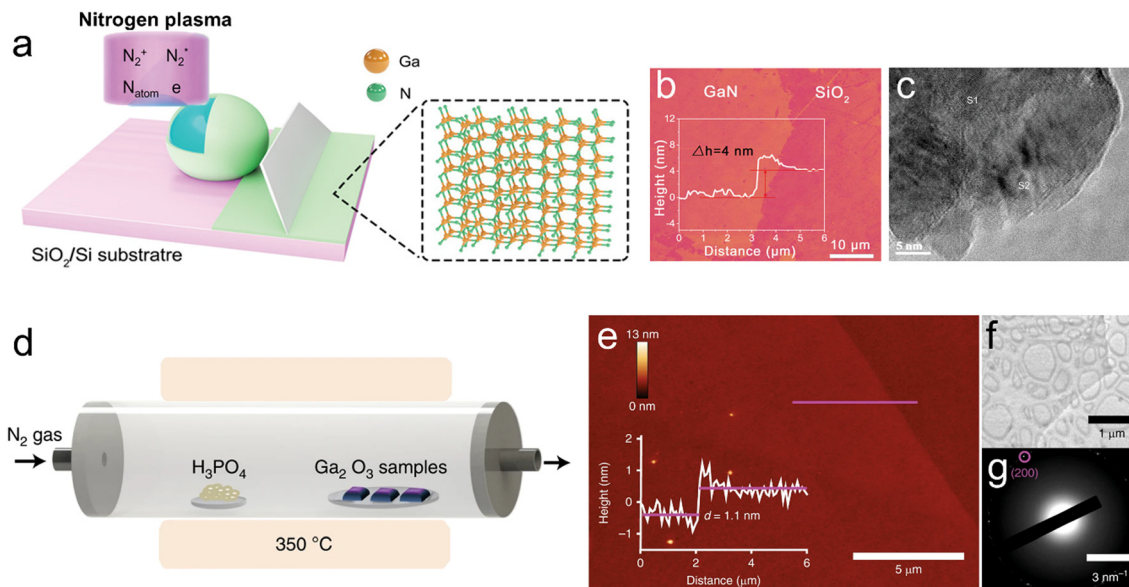 a
Nitrogen plasma
N₂⁺ N₂*
N_atom e
Ga
N
SiO₂/Si substratre
b
GaN SiO₂
Height (nm)
12
8
4
0
-4
△h=4 nm
0 1 2 3 4 5 6
Distance (μm)
10 μm
c
S1
S2
5 nm
d
N₂ gas
H₃PO₄
Ga₂ O₃ samples
350 °C
e
13 nm
0 nm
Height (nm)
2
1
0
−1
d = 1.1 nm
0 2 4 6
Distance (μm)
5 μm
f
1 μm
g
(200)
3 nm⁻¹